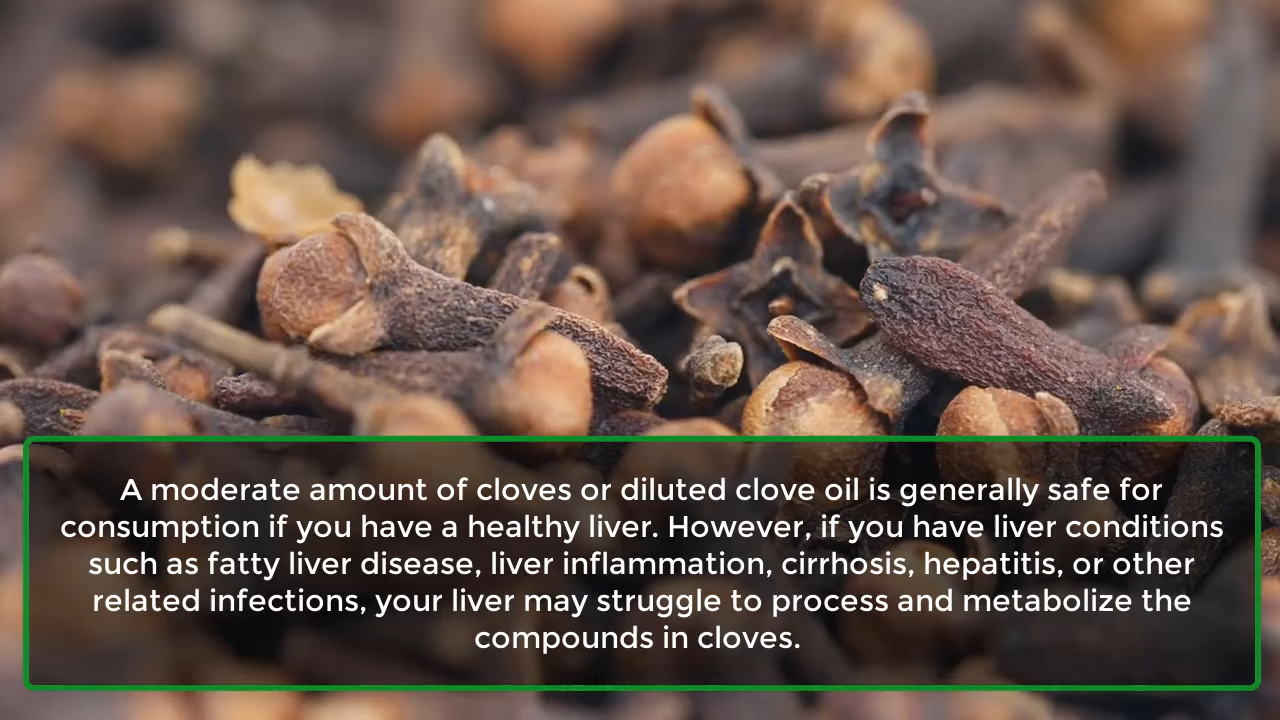 A moderate amount of cloves or diluted clove oil is generally safe for
consumption if you have a healthy liver. However, if you have liver conditions
such as fatty liver disease, liver inflammation, cirrhosis, hepatitis, or other
related infections, your liver may struggle to process and metabolize the
compounds in cloves.